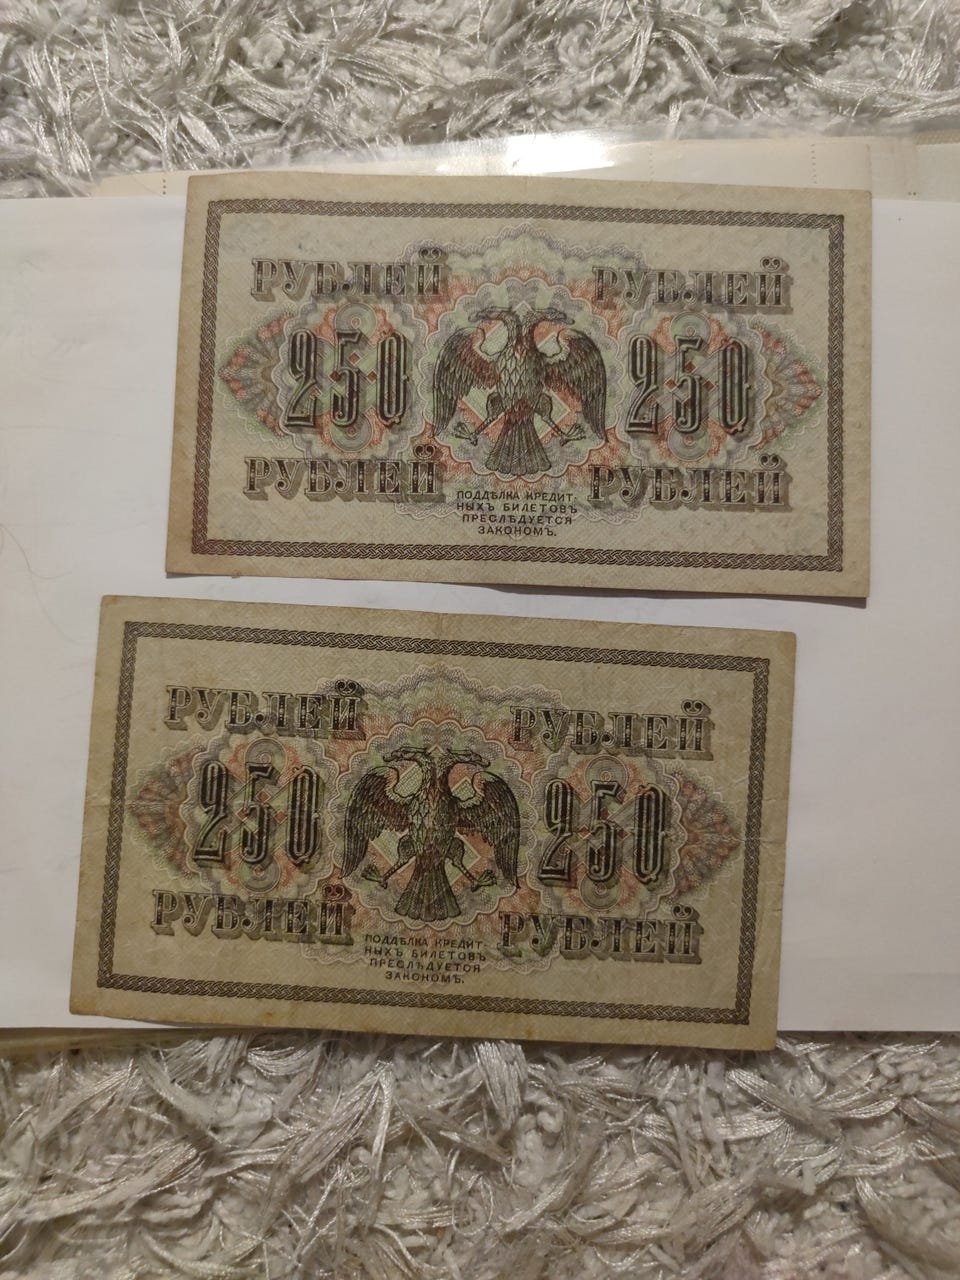 РУБЛЕЙ РУБЛЕЙ
250 250
РУБЛЕЙ РУБЛЕЙ
ПОДДѢЛКА КРЕДИТ-
НЫХЪ БИЛЕТОВЪ
ПРЕСЛѢДУЕТСЯ
ЗАКОНОМЪ.
РУБЛЕЙ РУБЛЕЙ
250 250
РУБЛЕЙ РУБЛЕЙ
ПОДДѢЛКА КРЕДИТ-
НЫХЪ БИЛЕТОВЪ
ПРЕСЛѢДУЕТСЯ
ЗАКОНОМЪ.